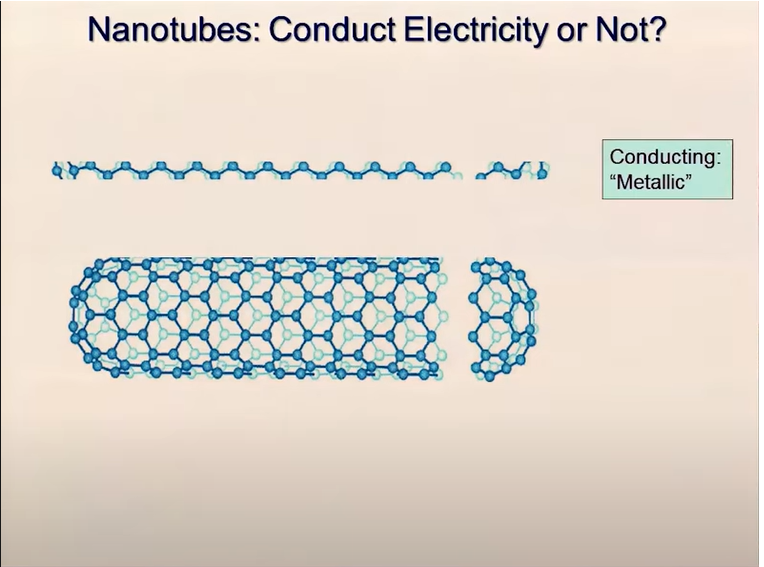 Nanotubes: Conduct Electricity or Not?
Conducting:
“Metallic”